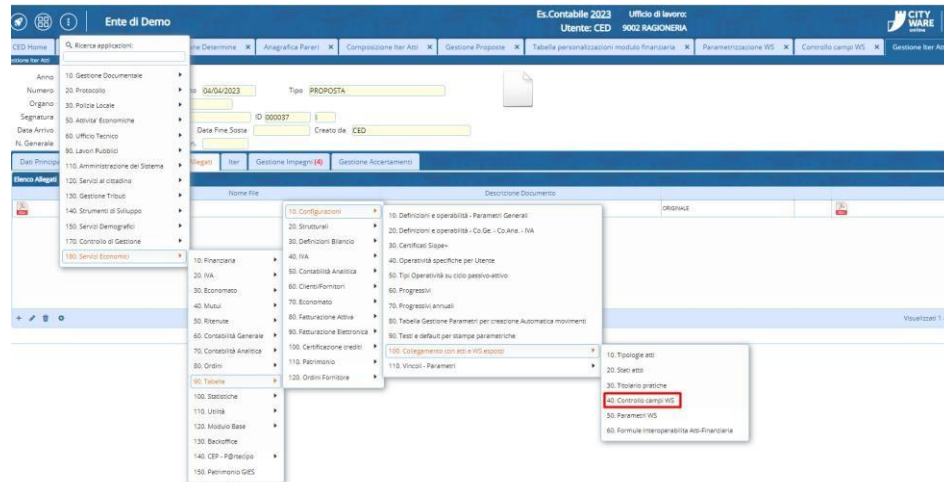 Ente di Demo
Es.Contabile 2023 Ufficio di lavoro:
Utente: CED 9002 RAGIONERIA
CITY WARE online
CED Home
Ricerca applicazioni:
ne Determine Anagrafica Pareri Composizione Iter Atti Gestione Proposte Tabella personalizzazioni modulo finanziaria Parametrizzazione WS Controllo campi WS Gestione Iter Att
estione Iter Atti
Anno
Numero no 04/04/2023 Tipo PROPOSTA
Organo
Segnatura ID 000037
Data Arrivo Data Fine Sosta Creato da CED
N. Generale n.
Dati Principa Allegati Iter Gestione Impegni (4) Gestione Accertamenti
Elenco Allegati
Nome File Descrizione Documento
ORIGINALE
10. Gestione Documentale
20. Protocollo
30. Polizia Locale
50. Attivita' Economiche
60. Ufficio Tecnico
90. Lavori Pubblici
110. Amministrazione del Sistema
120. Servizi al cittadino
130. Gestione Tributi
140. Strumenti di Sviluppo
150. Servizi Demografici
170. Controllo di Gestione
180. Servizi Economici
10. Finanziaria
20. IVA
30. Economato
40. Mutui
50. Ritenute
60. Contabilità Generale
70. Contabilità Analitica
80. Ordini
90. Tabelle
100. Statistiche
110. Utilità
120. Modulo Base
130. Backoffice
140. CEP - P@rtecipo
150. Patrimonio GIES
10. Configurazioni
20. Strutturali
30. Definizioni Bilancio
40. IVA
50. Contabilità Analitica
60. Clienti/Fornitori
70. Economato
80. Fatturazione Attiva
90. Fatturazione Elettronica
100. Certificazione crediti
110. Patrimonio
120. Ordini Fornitore
10. Definizioni e operabilità - Parametri Generali
20. Definizioni e operabilità - Co.Ge. - Co.Ana. - IVA
30. Certificati Siope+
40. Operatività specifiche per Utente
50. Tipi Operatività su ciclo passivo-attivo
60. Progressivi
70. Progressivi annuali
80. Tabella Gestione Parametri per creazione Automatica movimenti
90. Testi e default per stampe parametriche
100. Collegamento con atti e WS esposti
110. Vincoli - Parametri
10. Tipologie atti
20. Stati atto
30. Titolario pratiche
40. Controllo campi WS
50. Parametri WS
60. Formule Interoperabilita Atti-Finanziaria
Visualizzati 1